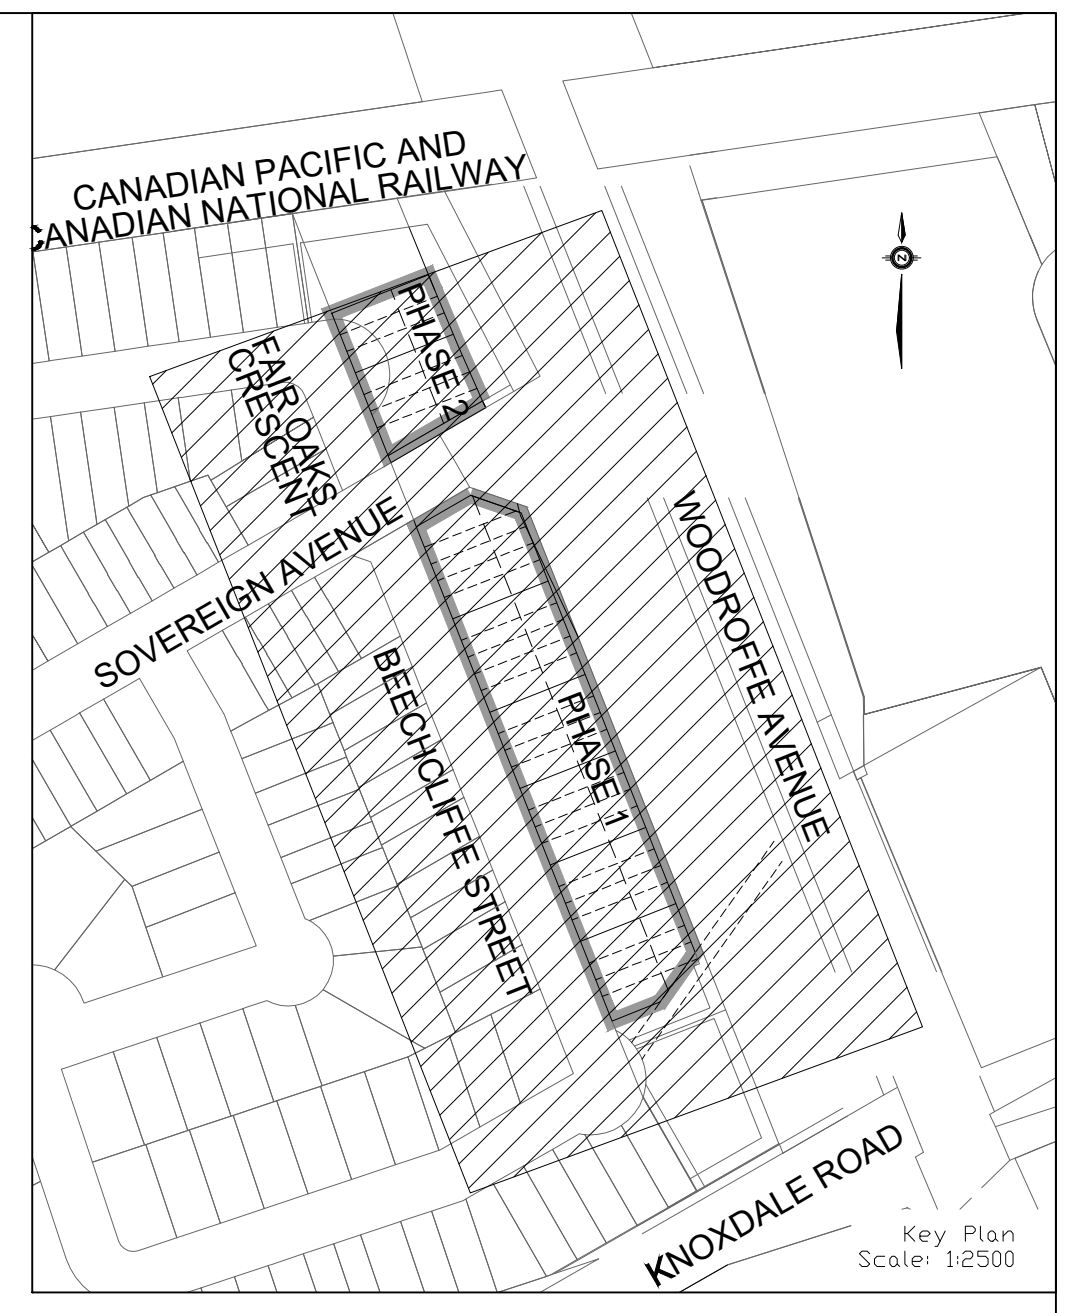 CANADIAN PACIFIC AND
CANADIAN NATIONAL RAILWAY
N
PHASE 2
FAIR OAKS
CRESCENT
SOVEREIGN AVENUE
WOODROFFE AVENUE
BEECHCLIFFE STREET
PHASE 1
KNOXDALE ROAD
Key Plan
Scale: 1:2500